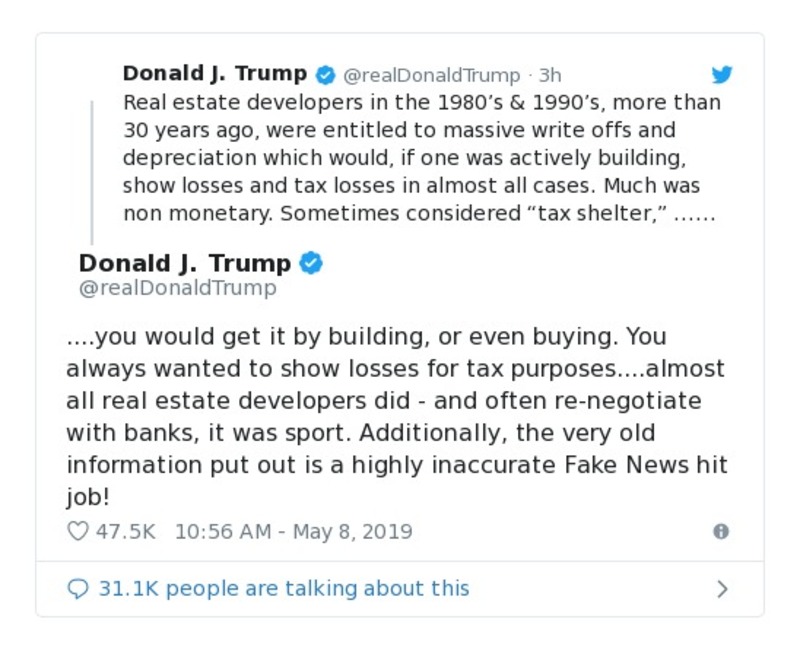 Donald J. Trump @realDonaldTrump · 3h
Real estate developers in the 1980’s & 1990’s, more than
30 years ago, were entitled to massive write offs and
depreciation which would, if one was actively building,
show losses and tax losses in almost all cases. Much was
non monetary. Sometimes considered “tax shelter,” ......
Donald J. Trump
@realDonaldTrump
....you would get it by building, or even buying. You
always wanted to show losses for tax purposes....almost
all real estate developers did - and often re-negotiate
with banks, it was sport. Additionally, the very old
information put out is a highly inaccurate Fake News hit
job!
47.5K 10:56 AM - May 8, 2019
31.1K people are talking about this